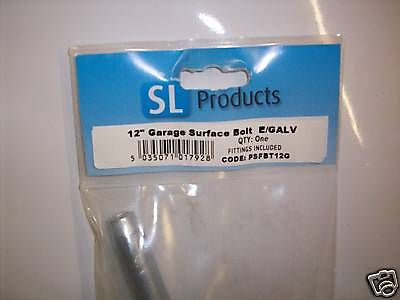 SL Products
12" Garage Surface Bolt E/GALV
QTY: One
FITTINGS INCLUDED
5 035071 017928
CODE: PSFBT12G